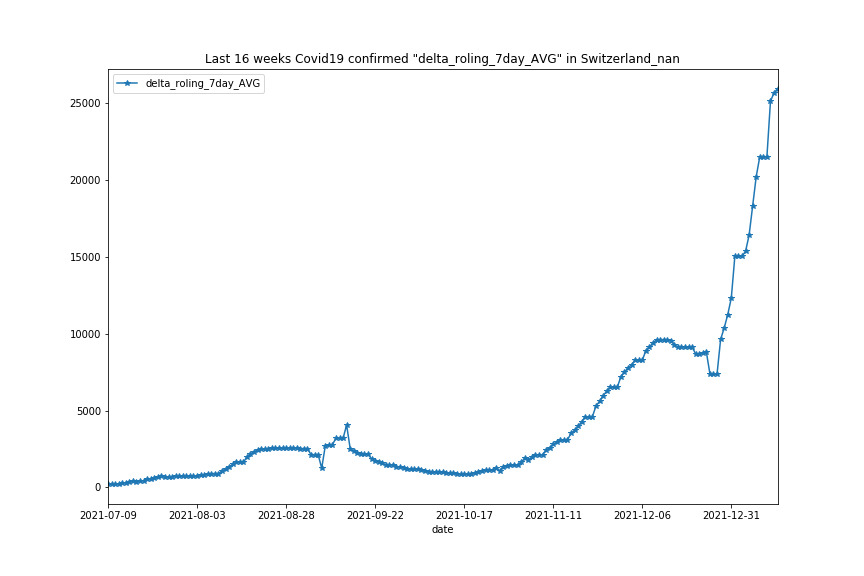 Last 16 weeks Covid19 confirmed "delta_roling_7day_AVG" in Switzerland_nan
delta_roling_7day_AVG
25000
20000
15000
10000
5000
0
2021-07-09 2021-08-03 2021-08-28 2021-09-22 2021-10-17 2021-11-11 2021-12-06 2021-12-31
date